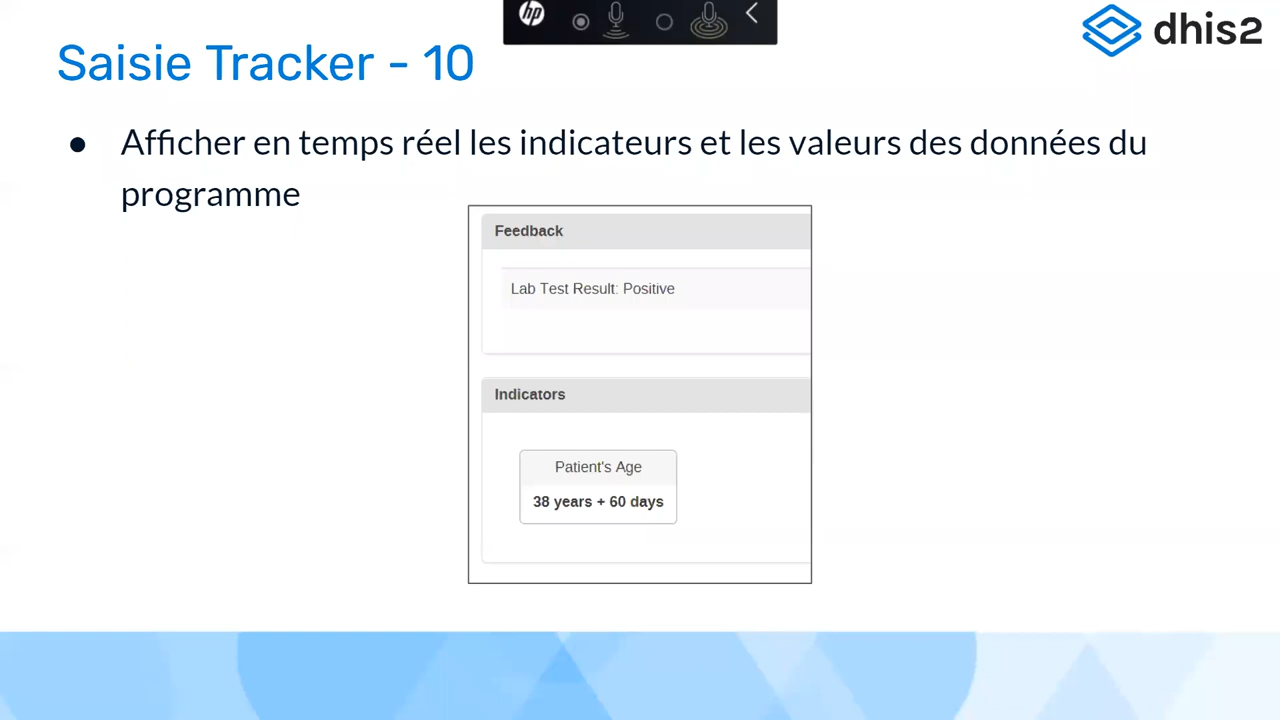 hp
dhis2
Saisie Tracker - 10
● Afficher en temps réel les indicateurs et les valeurs des données du
programme
Feedback
Lab Test Result: Positive
Indicators
Patient's Age
38 years + 60 days